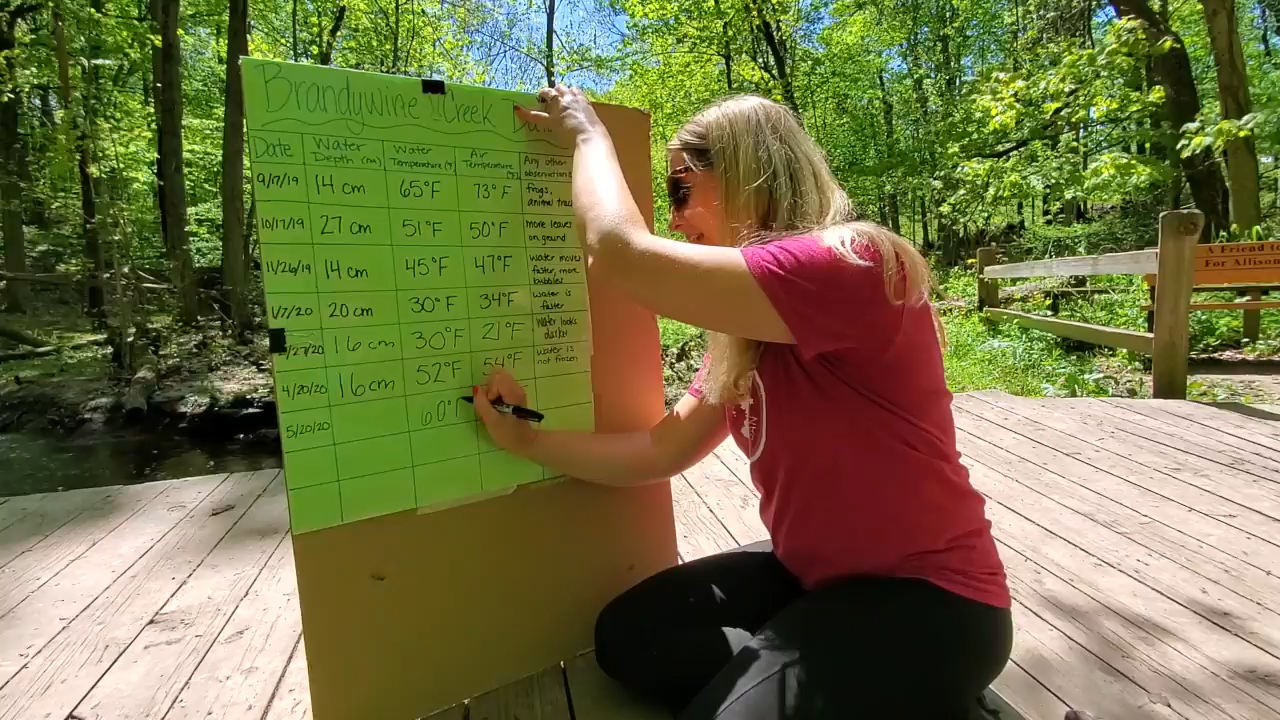 Brandywine Creek
Date
Water
Depth (cm)
Water
Temperature (°F)
Air
Temperature
(°F)
Any other
observations
9/17/19 14 cm 65°F 73°F frogs,
animal
10/17/19 27 cm 51°F 50°F more leaves
on ground
11/26/19 14 cm 45°F 47°F water moves
faster, more
bubbles
1/7/20 20 cm 30°F 34°F water is
faster
/27/20 16 cm 30°F 21°F Water looks
darker
4/20/20 16 cm 52°F 54°F water is
not frozen
5/20/20 60°
A Friend
For Allison